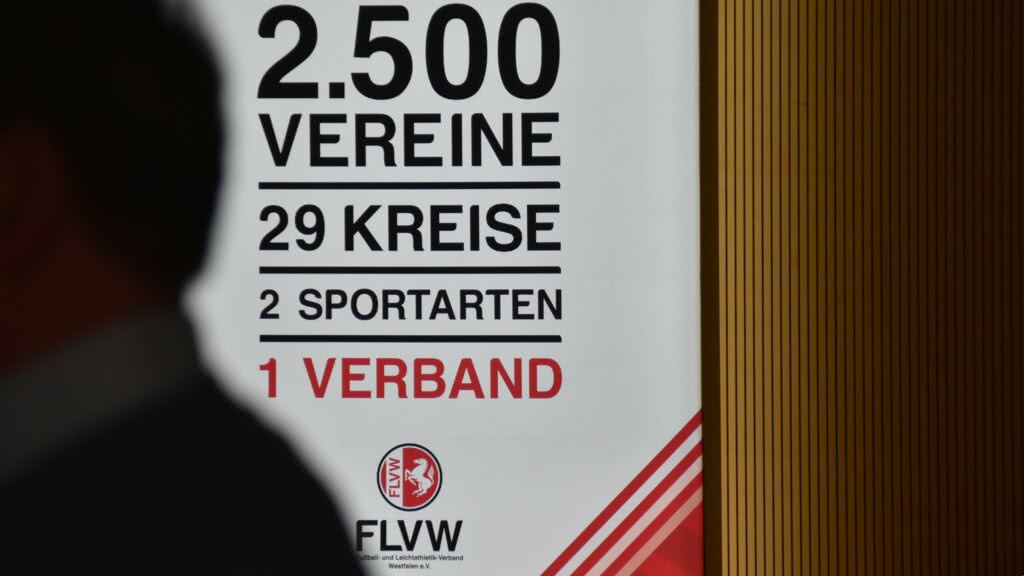 2.500
VEREINE
29 KREISE
2 SPORTARTEN
1 VERBAND
FLVW
FLVW
Fußball- und Leichtathletik-Verband
Westfalen e.V.